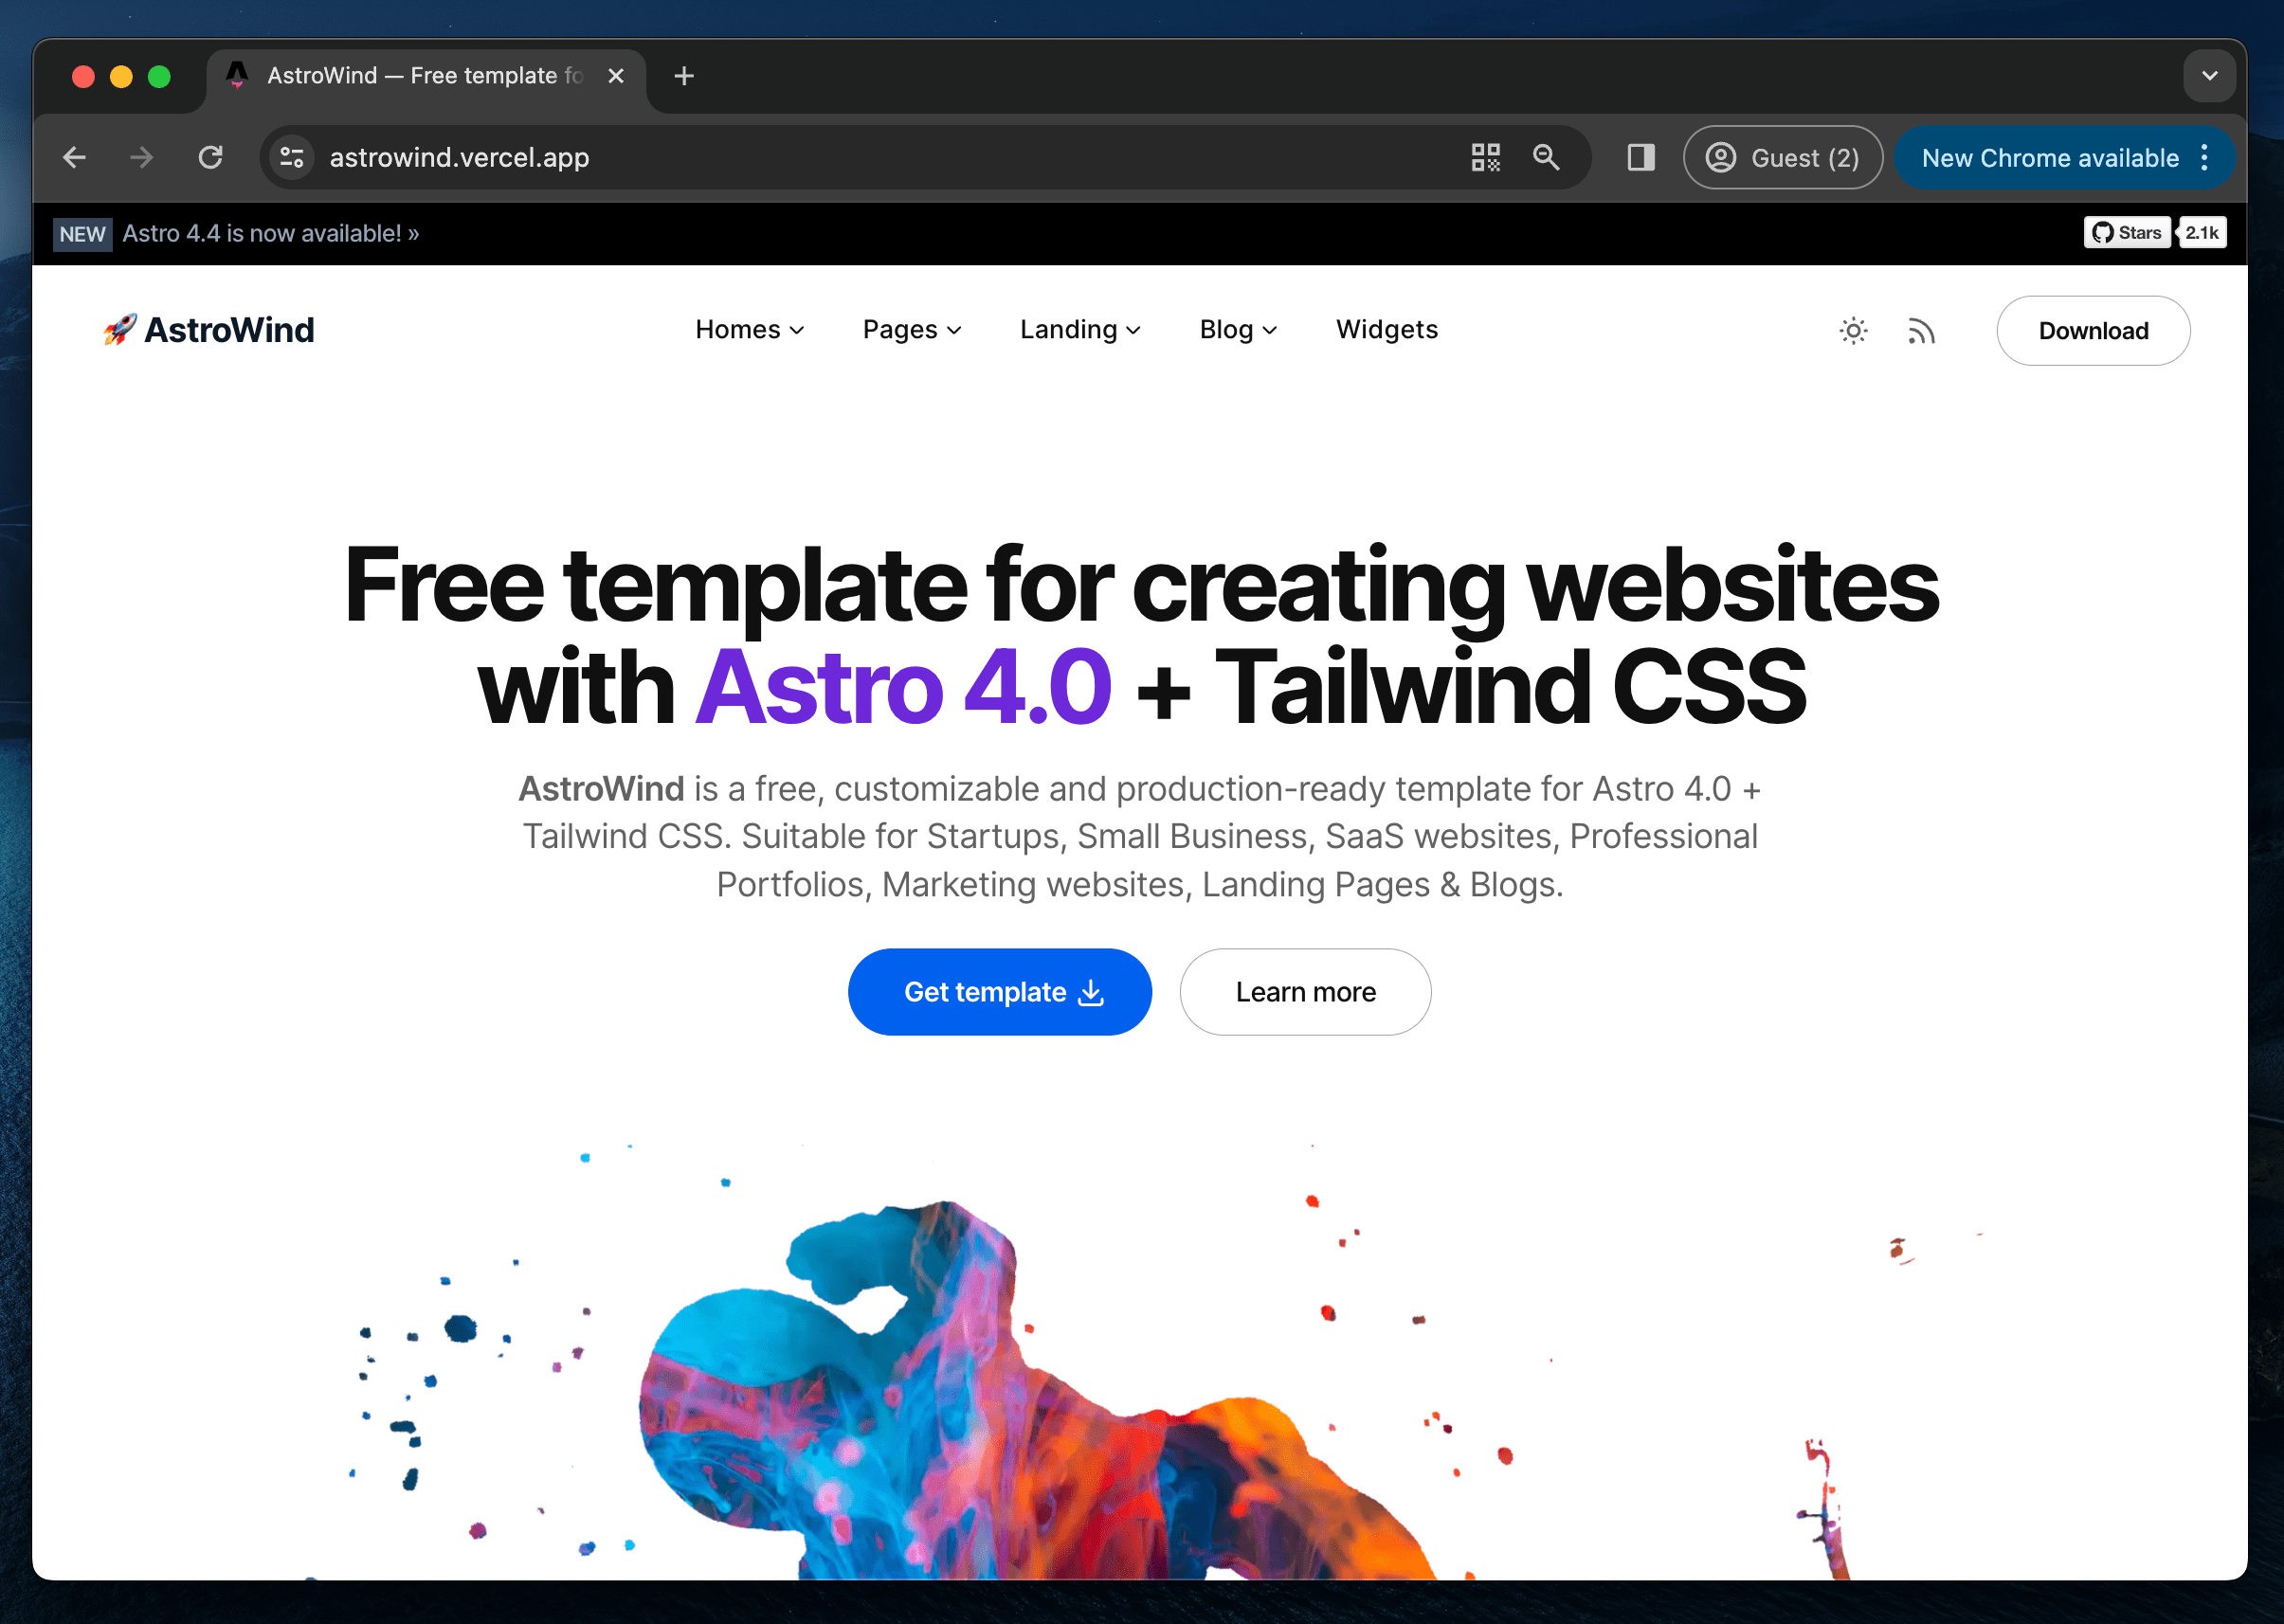 AstroWind — Free template fo
astrowind.vercel.app
Guest (2)
New Chrome available
NEW Astro 4.4 is now available! »
Stars 2.1k
🚀 AstroWind
Homes
Pages
Landing
Blog
Widgets
Download
Free template for creating websites
with Astro 4.0 + Tailwind CSS
AstroWind is a free, customizable and production-ready template for Astro 4.0 +
Tailwind CSS. Suitable for Startups, Small Business, SaaS websites, Professional
Portfolios, Marketing websites, Landing Pages & Blogs.
Get template
Learn more